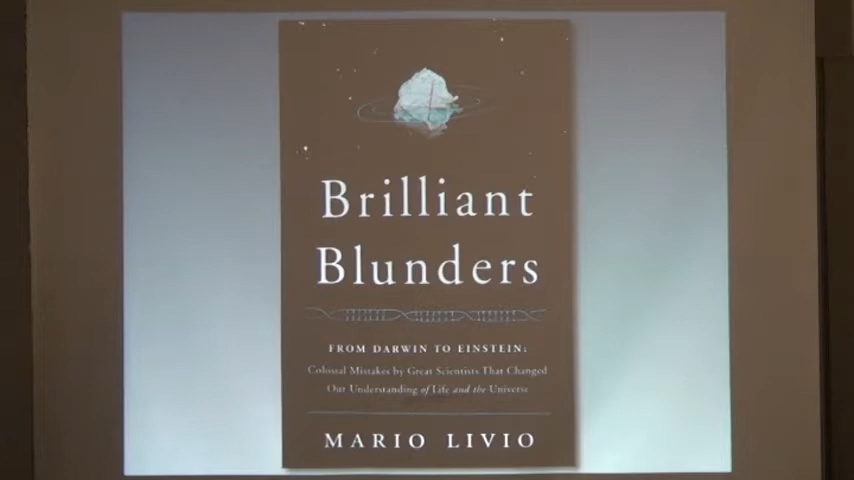 Brilliant
Blunders
FROM DARWIN TO EINSTEIN:
Colossal Mistakes by Great Scientists That Changed
Our Understanding of Life and the Universe
MARIO LIVIO